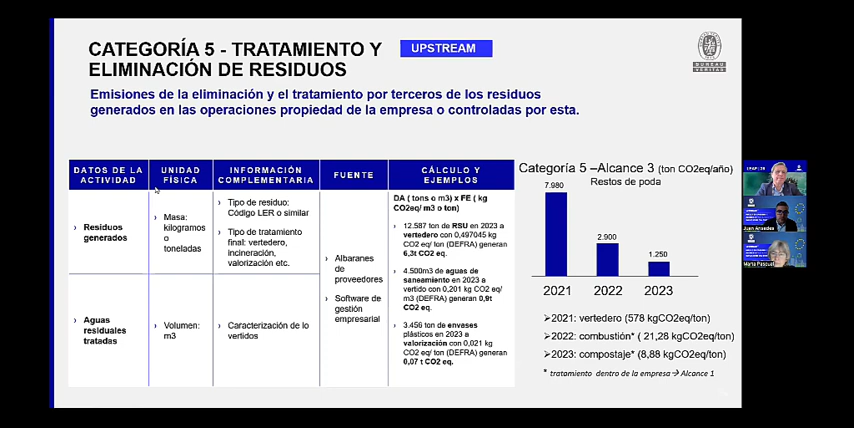 CATEGORÍA 5 - TRATAMIENTO Y
ELIMINACIÓN DE RESIDUOS
UPSTREAM
BUREAU
VERITAS
Emisiones de la eliminación y el tratamiento por terceros de los residuos
generados en las operaciones propiedad de la empresa o controladas por esta.
DATOS DE LA
ACTIVIDAD
UNIDAD
FÍSICA
INFORMACIÓN
COMPLEMENTARIA
FUENTE
CÁLCULO Y
EJEMPLOS
› Residuos
generados
› Masa:
kilogramos
o
toneladas
› Tipo de residuo:
Código LER o similar
› Tipo de tratamiento
final: vertedero,
incineración,
valorización etc.
› Aguas
residuales
tratadas
› Volumen:
m3
› Caracterización de lo
vertidos
› Albaranes
de
proveedores
› Software de
gestión
empresarial
DA ( tons o m3) x FE ( kg
CO2eq/ m3 o ton)
› 12.587 ton de RSU en 2023 a
vertedero con 0,497045 kg
CO2 eq/ ton (DEFRA) generan
6,3t CO2 eq.
› 4.500m3 de aguas de
saneamiento en 2023 a
vertido con 0,201 kg CO2 eq/
m3 (DEFRA) generan 0,9t
CO2 eq.
› 3.456 ton de envases
plásticos en 2023 a
valorización con 0,021 kg
CO2 eq/ ton (DEFRA) generan
0,07 t CO2 eq.
Categoría 5 –Alcance 3 (ton CO2eq/año)
Restos de poda
7.980
2.900
1.250
2021
2022
2023
➢2021: vertedero (578 kgCO2eq/ton)
➢2022: combustión* ( 21,28 kgCO2eq/ton)
➢2023: compostaje* (8,88 kgCO2eq/ton)
* tratamiento dentro de la empresa→ Alcance 1
Maria Pascual